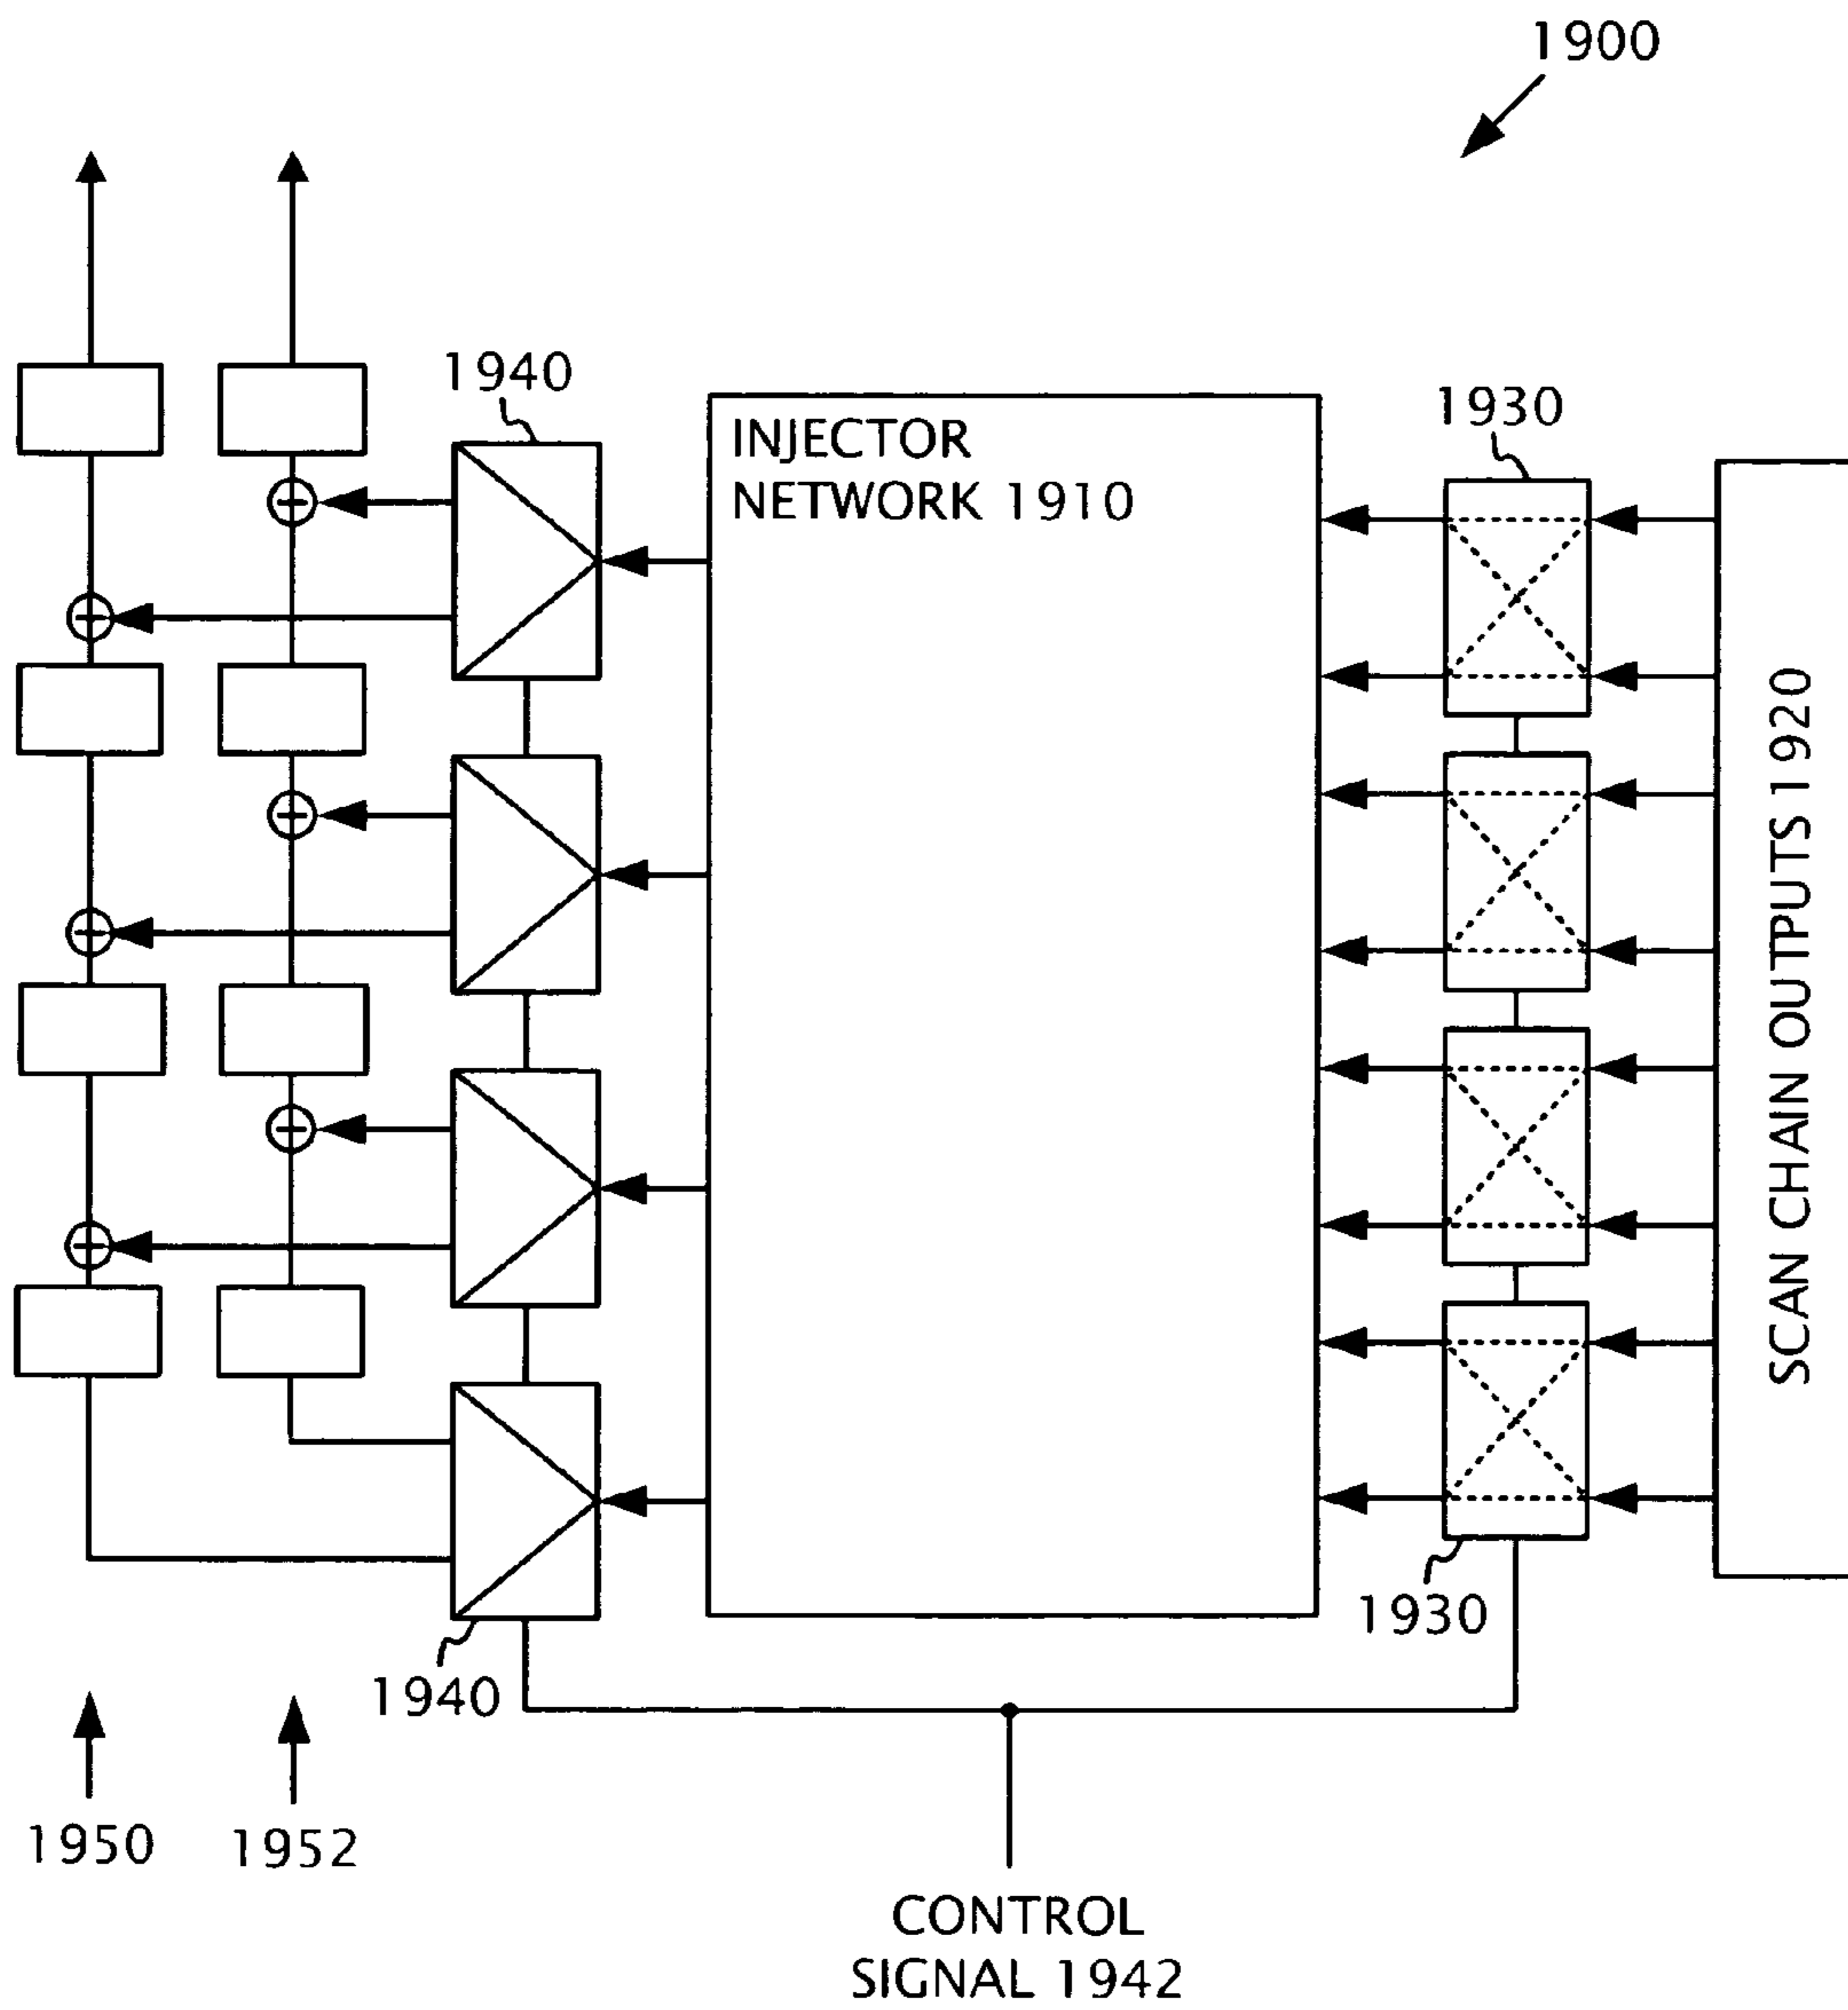 1900
1940
1930
INJECTOR
NETWORK 1910
SCAN CHAIN OUTPUTS 1920
1930
1940
1950
1952
CONTROL
SIGNAL 1942